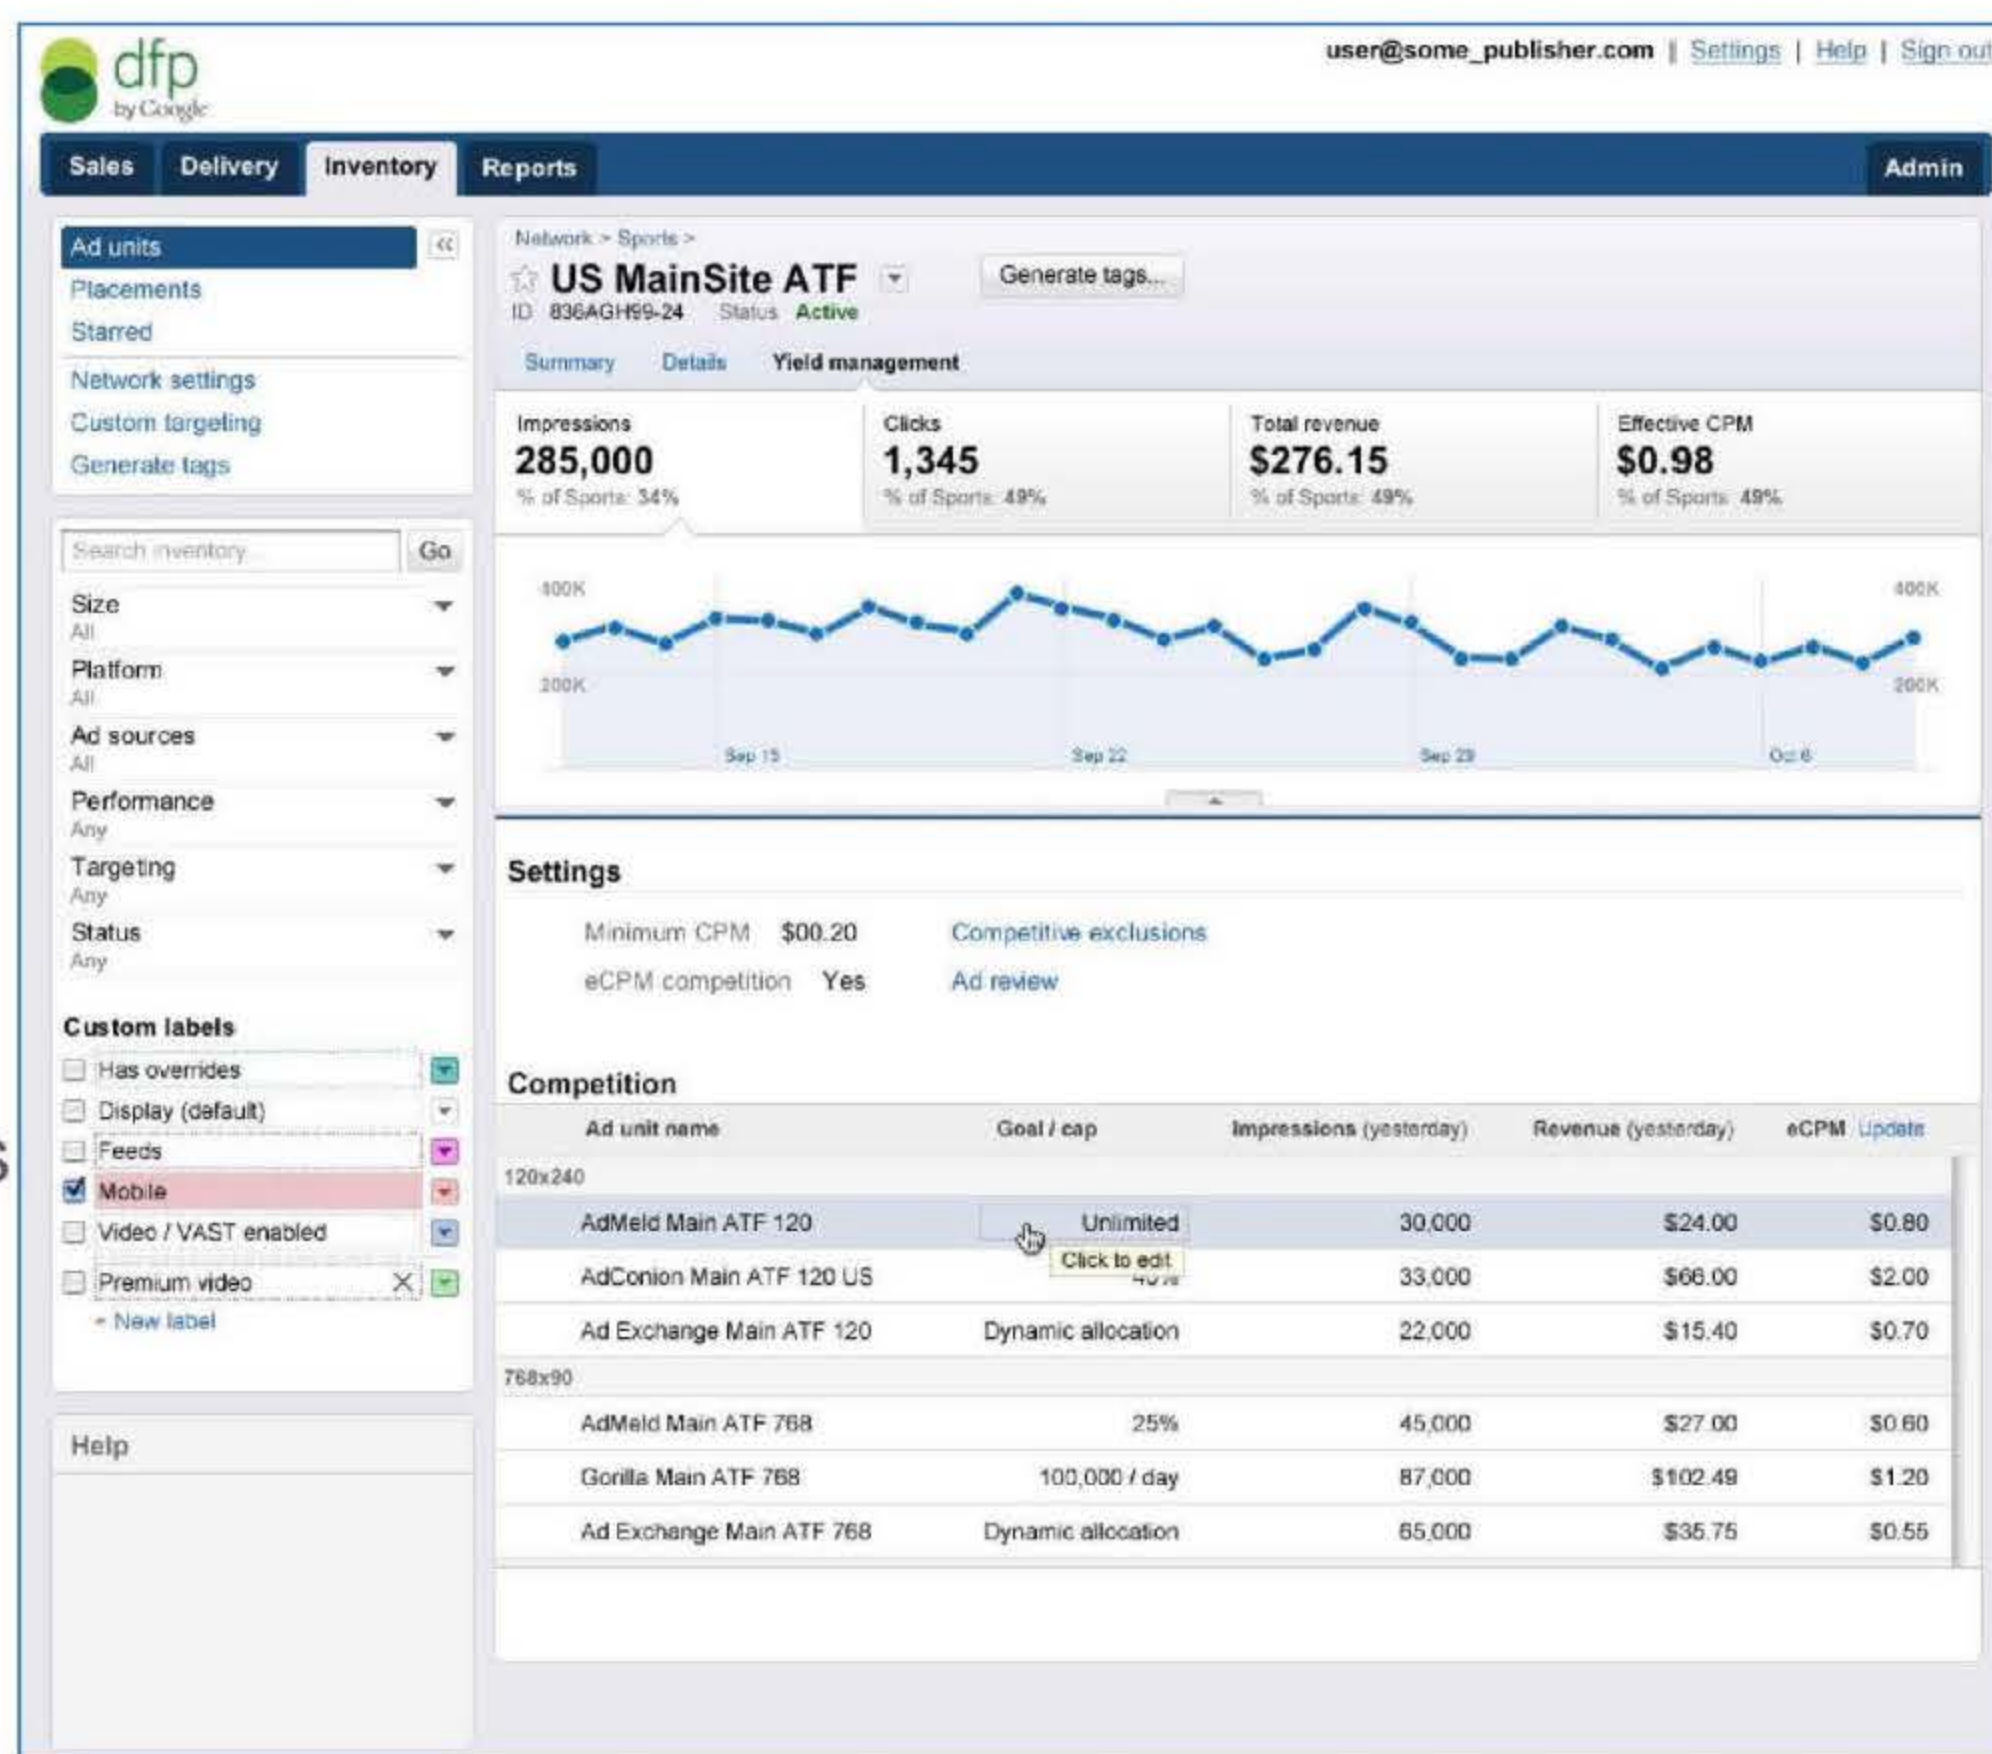 dfp
by Google
user@some_publisher.com | Settings | Help | Sign out
Sales Delivery Inventory Reports Admin
Ad units
Placements
Starred
Network settings
Custom targeting
Generate tags
Search inventory... Go
Size
All
Platform
All
Ad sources
All
Performance
Any
Targeting
Any
Status
Any
Custom labels
Has overrides
Display (default)
Feeds
Mobile
Video / VAST enabled
Premium video
New label
Help
Network > Sports >
US MainSite ATF Generate tags...
ID 836AGH99-24 Status Active
Summary Details Yield management
Impressions Clicks Total revenue Effective CPM
285,000 1,345 $276.15 $0.98
% of Sports: 34% % of Sports: 49% % of Sports: 49% % of Sports: 49%
400K 400K
200K 200K
Sep 15 Sep 22 Sep 29 Oct 6
Settings
Minimum CPM $00.20 Competitive exclusions
eCPM competition Yes Ad review
Competition
Ad unit name Goal / cap Impressions (yesterday) Revenue (yesterday) eCPM Update
120x240
AdMeld Main ATF 120 Unlimited 30,000 $24.00 $0.80
Click to edit
AdConion Main ATF 120 US 33,000 $66.00 $2.00
Ad Exchange Main ATF 120 Dynamic allocation 22,000 $15.40 $0.70
768x90
AdMeld Main ATF 768 25% 45,000 $27.00 $0.60
Gorilla Main ATF 768 100,000 / day 87,000 $102.49 $1.20
Ad Exchange Main ATF 768 Dynamic allocation 65,000 $35.75 $0.55